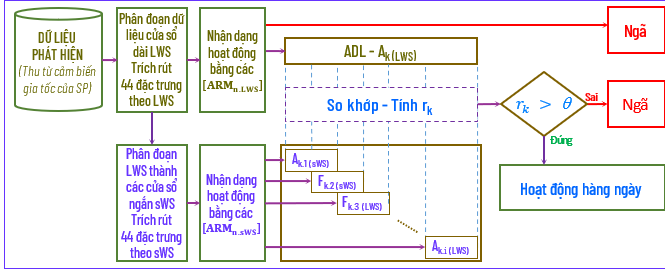 DỮ LIỆU
PHÁT HIỆN
(Thu từ cảm biến
gia tốc của SP)
Phân đoạn dữ
liệu cửa sổ
dài LWS
Trích rút
44 đặc trưng
theo LWS
Nhận dạng
hoạt động
bằng các
[ARMn.LWS]
ADL - Ak(LWS)
Ngã
So khớp - Tính rk
rk > θ
Sai
Ngã
Đúng
Hoạt động hàng ngày
Phân đoạn
LWS thành
các cửa sổ
ngắn sWS
Trích rút
44 đặc trưng
theo sWS
Nhận dạng
hoạt động
bằng các
[ARMn.sWS]
Ak.1 (sWS)
Fk.2 (sWS)
Fk.3 (LWS)
Ak.i (LWS)